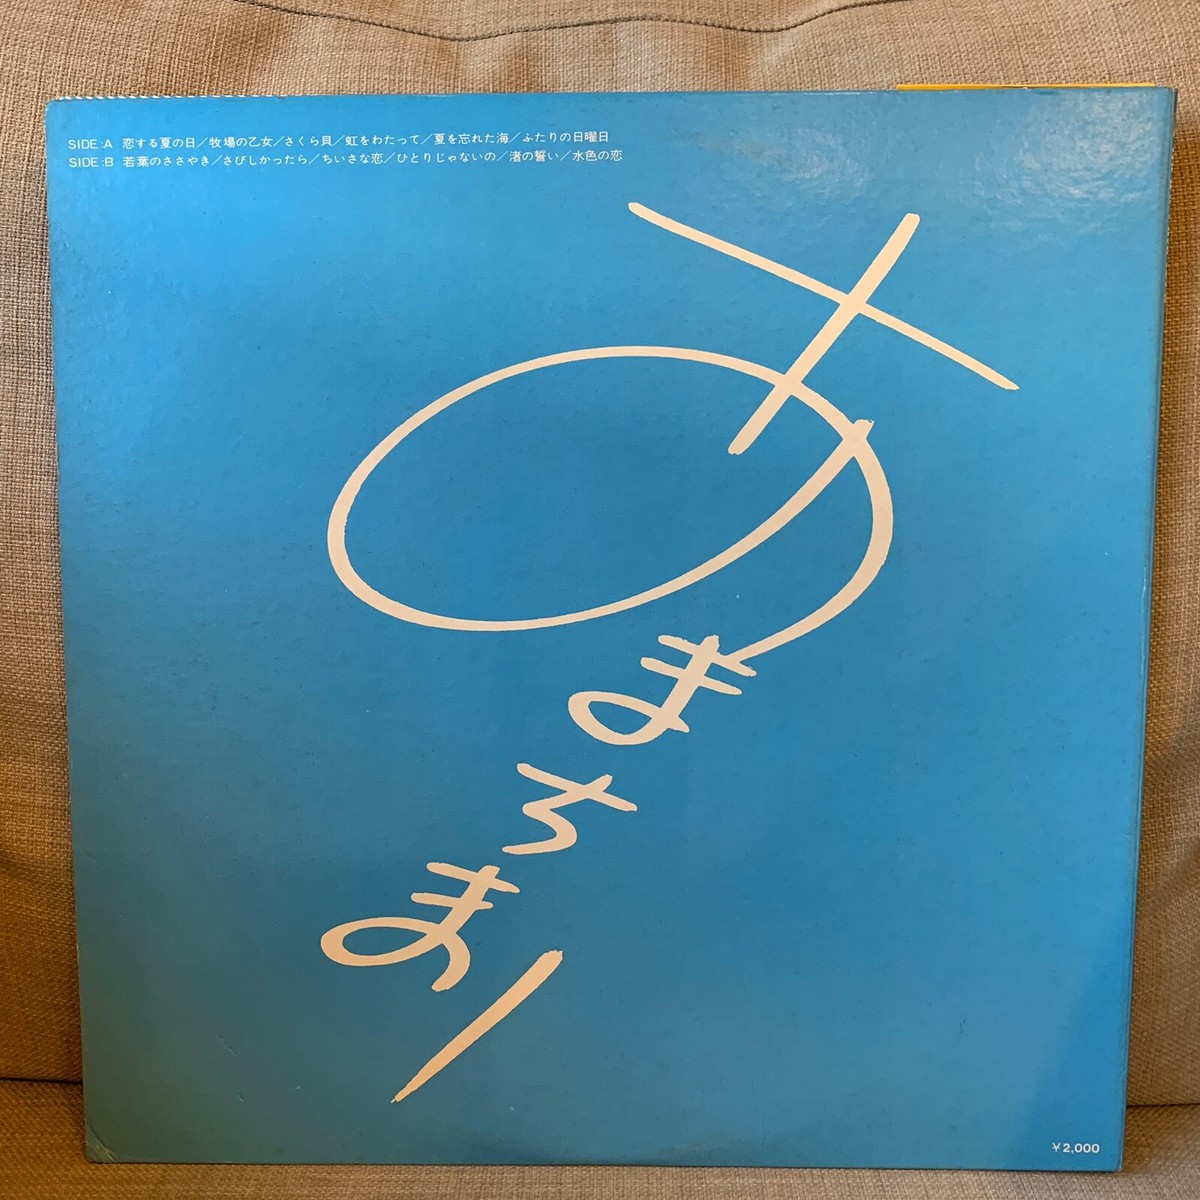 SIDE:A 恋する夏の日/牧場の乙女/さくら貝/虹をわたって/夏を忘れた海/ふたりの日曜日
SIDE:B 若葉のささやき/さびしかったら/ちいさな恋/ひとりじゃないの/渚の誓い/水色の恋
あまちまり
¥2,000